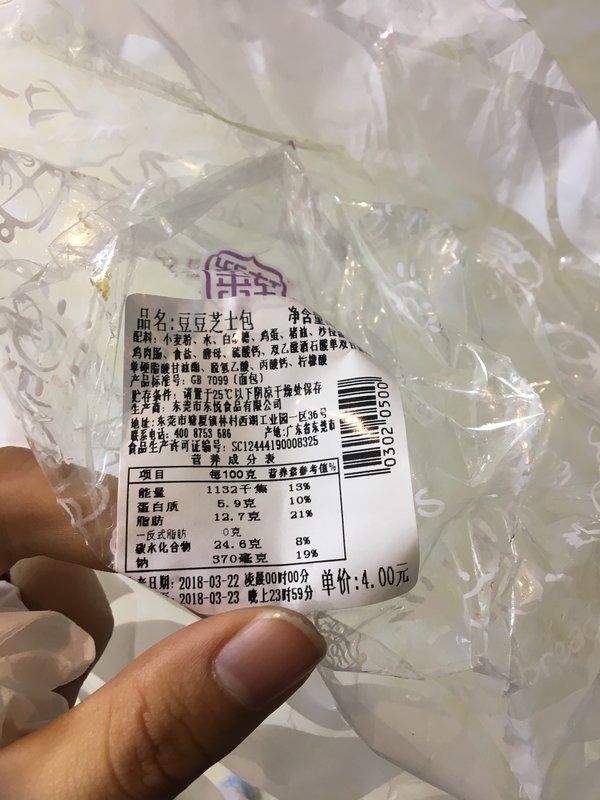 品名:豆豆芝士包 净含量
配料: 小麦粉、水、白砂糖、鸡蛋、猪油、沙拉
鸡肉肠、食盐、酵母、硫酸钙、双乙酰酒石酸单双
单硬脂酸甘油酯、脱氢乙酸、丙酸钙、柠檬酸
产品标准号: GB 7099 (面包)
贮存条件: 请置于25℃以下阴凉干燥处保存
生产商: 东莞市东悦食品有限公司
地址: 东莞市塘厦镇林村西湖工业园一区36号
联系电话: 400 8753 686 产地:广东省东莞市
食品生产许可证编号: SC12444190008325
营养成分表
项目 每100克 营养素参考值%
能量 1132千焦 13%
蛋白质 5.9克 10%
脂肪 12.7克 21%
-反式脂肪 0克
碳水化合物 24.6克 8%
钠 370毫克 19%
产日期: 2018-03-22 凌晨00时00分
2018-03-23 晚上23时59分
单价:4.00元
03020500